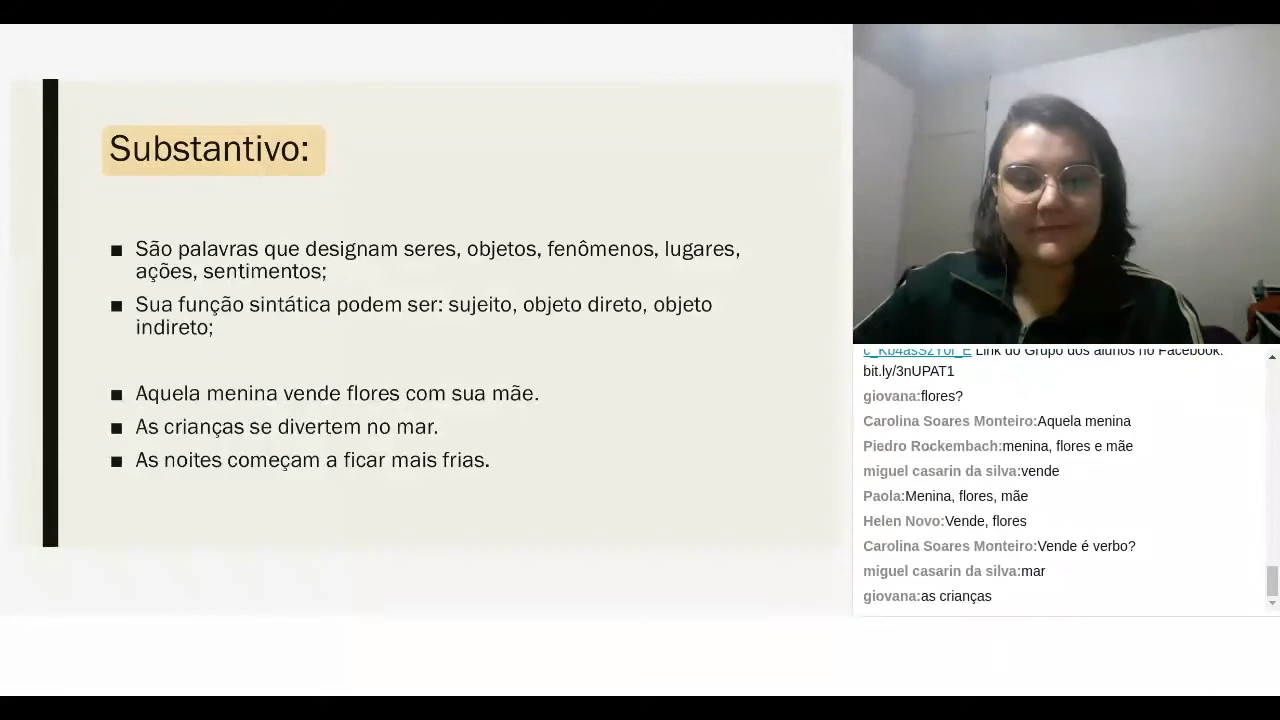 Substantivo:
■ São palavras que designam seres, objetos, fenômenos, lugares,
ações, sentimentos;
■ Sua função sintática podem ser: sujeito, objeto direto, objeto
indireto;
■ Aquela menina vende flores com sua mãe.
■ As crianças se divertem no mar.
■ As noites começam a ficar mais frias.
Link do Grupo dos alunos no Facebook:
bit.ly/3nUPAT1
giovana:flores?
Carolina Soares Monteiro:Aquela menina
Piedro Rockembach:menina, flores e mãe
miguel casarin da silva:vende
Paola:Menina, flores, mãe
Helen Novo:Vende, flores
Carolina Soares Monteiro:Vende é verbo?
miguel casarin da silva:mar
giovana:as crianças